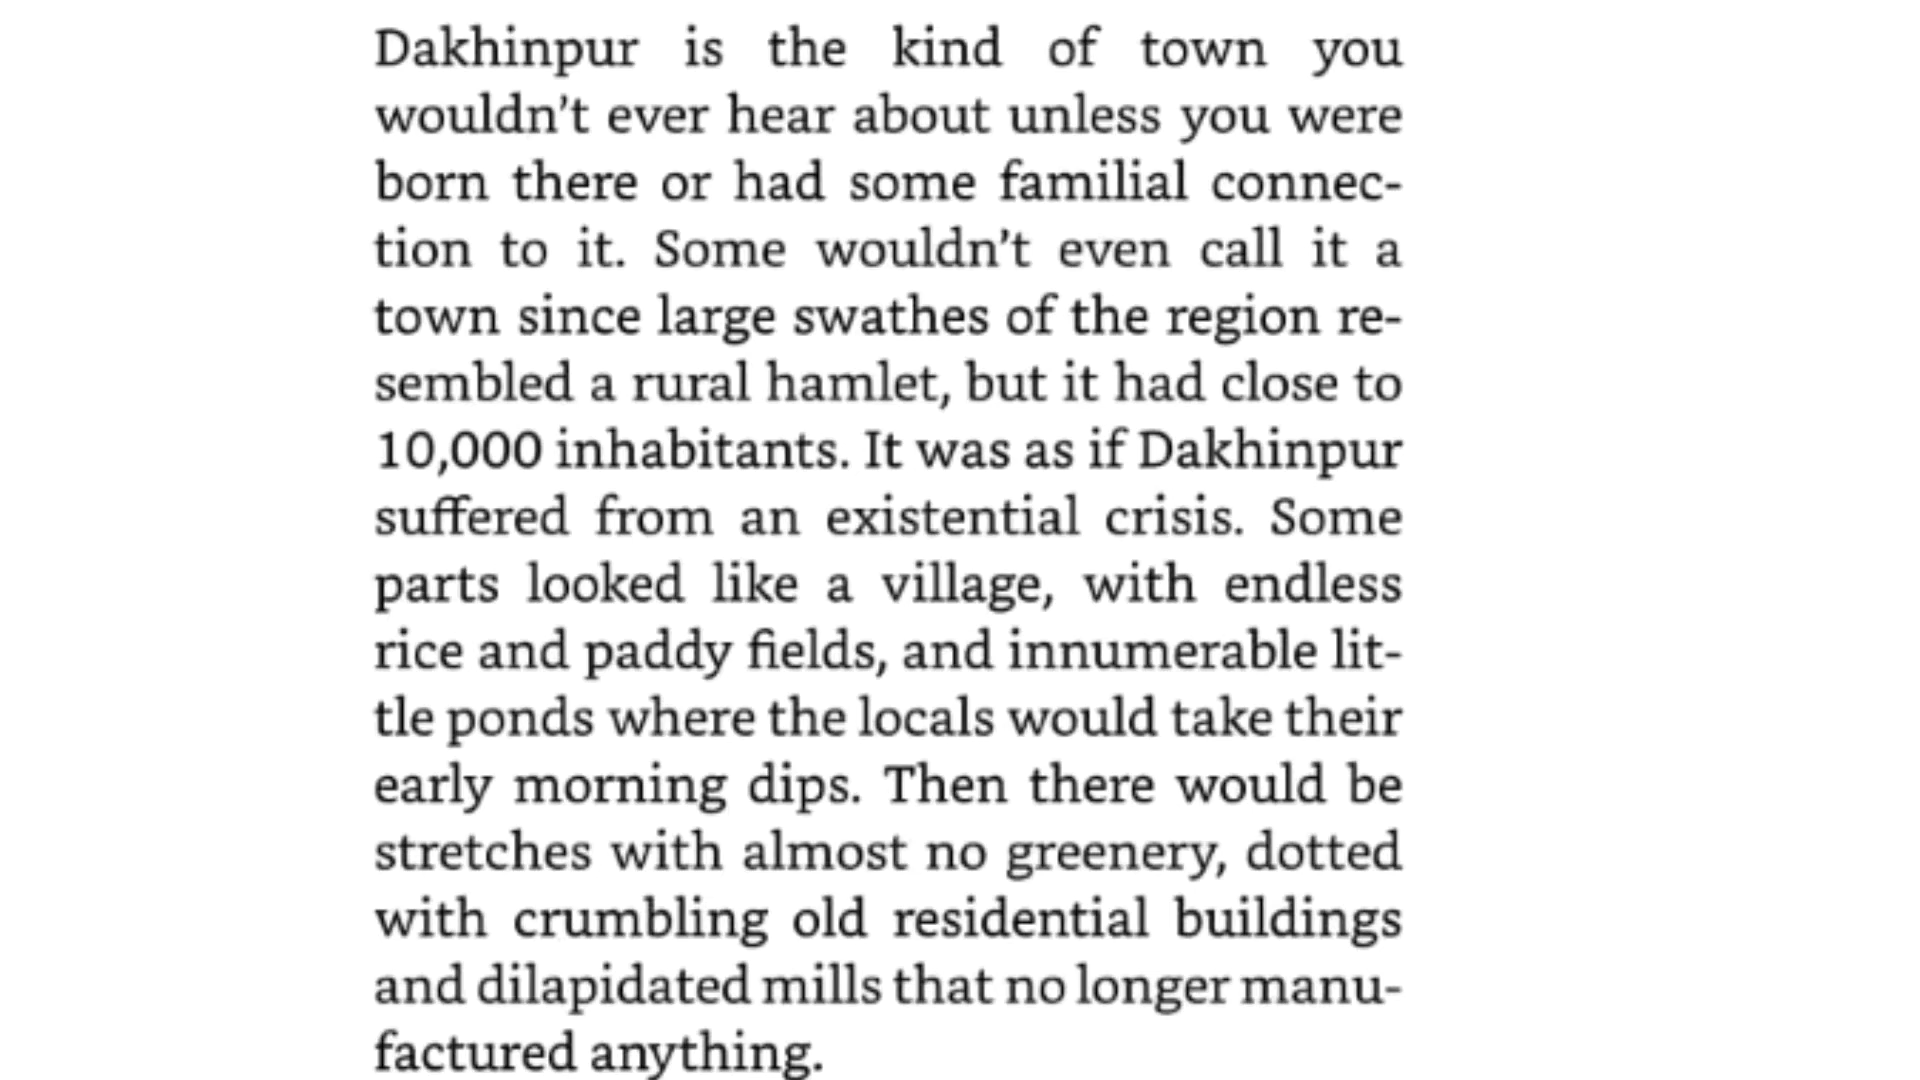 Dakhinpur is the kind of town you
wouldn’t ever hear about unless you were
born there or had some familial connec-
tion to it. Some wouldn’t even call it a
town since large swathes of the region re-
sembled a rural hamlet, but it had close to
10,000 inhabitants. It was as if Dakhinpur
suffered from an existential crisis. Some
parts looked like a village, with endless
rice and paddy fields, and innumerable lit-
tle ponds where the locals would take their
early morning dips. Then there would be
stretches with almost no greenery, dotted
with crumbling old residential buildings
and dilapidated mills that no longer manu-
factured anything.